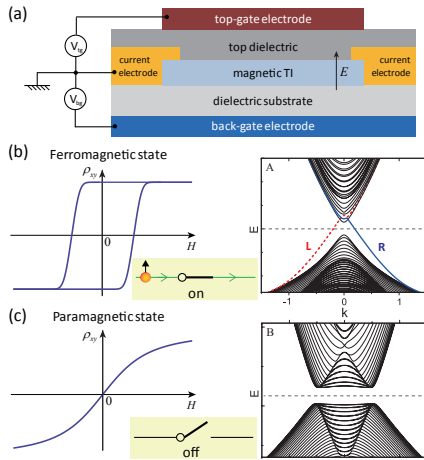 (a)
top-gate electrode
V_tg
top dielectric
current
electrode
magnetic TI
E
current
electrode
V_bg
dielectric substrate
back-gate electrode
(b)
Ferromagnetic state
ρ_xy
0
H
on
A
E
L
R
-1
0
1
k
(c)
Paramagnetic state
ρ_xy
0
H
off
B
E